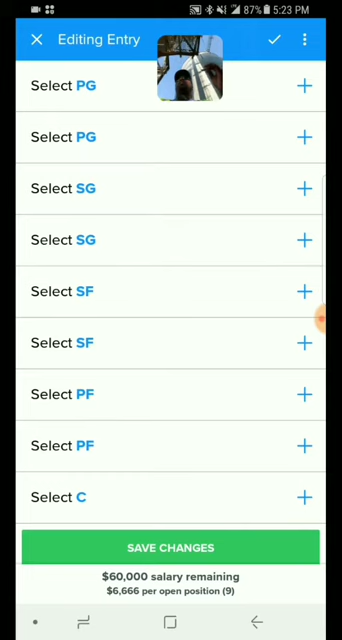 87% 5:23 PM
Editing Entry
Select PG
Select PG
Select SG
Select SG
Select SF
Select SF
Select PF
Select PF
Select C
SAVE CHANGES
$60,000 salary remaining
$6,666 per open position (9)